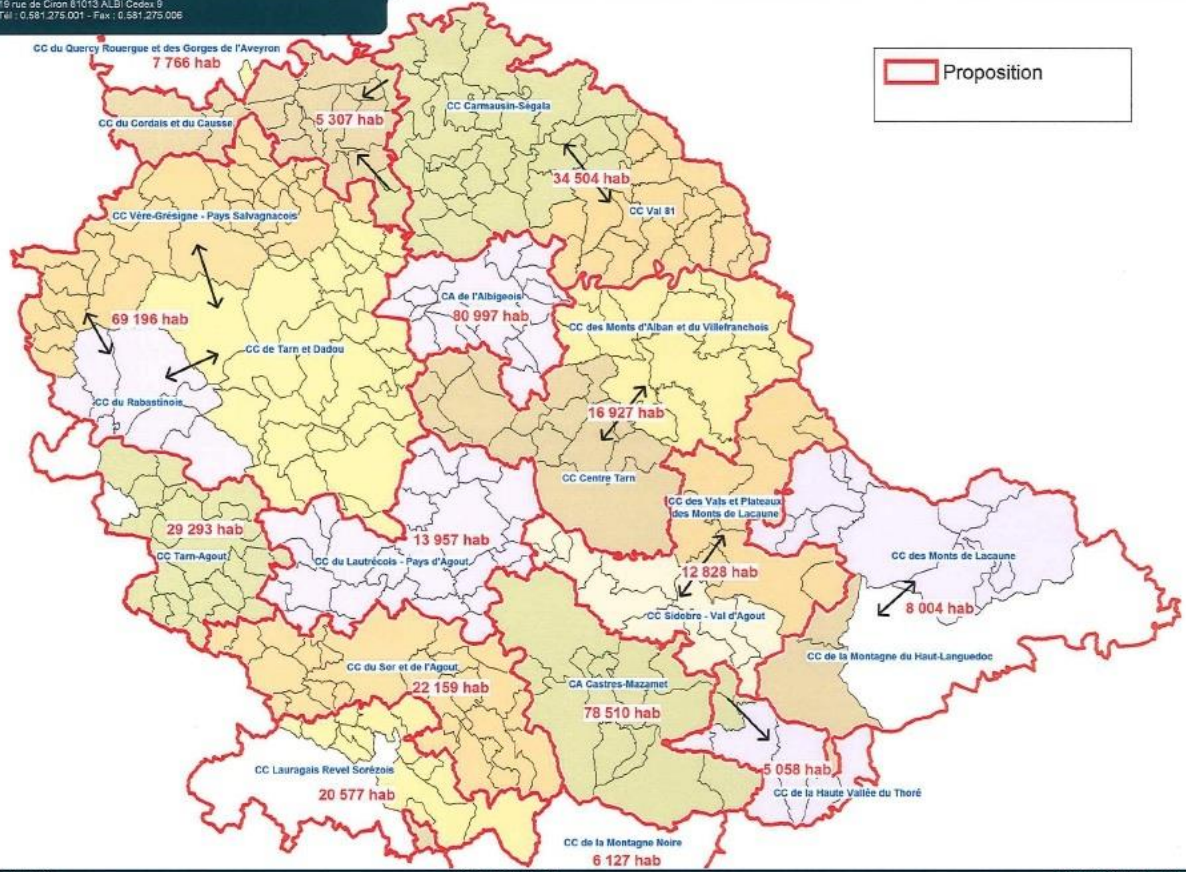 19 rue de Ciron 81013 ALBI Cedex 9
Tél : 0.581.275.001 - Fax : 0.581.275.006
Proposition
CC du Quercy Rouergue et des Gorges de l'Aveyron
7 766 hab
CC du Cordais et du Causse
5 307 hab
CC Carmausin-Ségala
34 504 hab
CC Val 81
CC Vère-Grésigne - Pays Salvagnacois
69 196 hab
CC de Tarn et Dadou
CC du Rabastinois
CA de l'Albigeois
80 997 hab
CC des Monts d'Alban et du Villefranchois
16 927 hab
CC Centre Tarn
CC des Vals et Plateaux
des Monts de Lacaune
12 828 hab
CC Sidobre - Val d'Agout
CC des Monts de Lacaune
8 004 hab
CC de la Montagne du Haut-Languedoc
29 293 hab
CC Tarn-Agout
13 957 hab
CC du Lautrécois - Pays d'Agout
CC du Sor et de l'Agout
22 159 hab
CA Castres-Mazamet
78 510 hab
5 058 hab
CC de la Haute Vallée du Thoré
CC Lauragais Revel Sorèzois
20 577 hab
CC de la Montagne Noire
6 127 hab